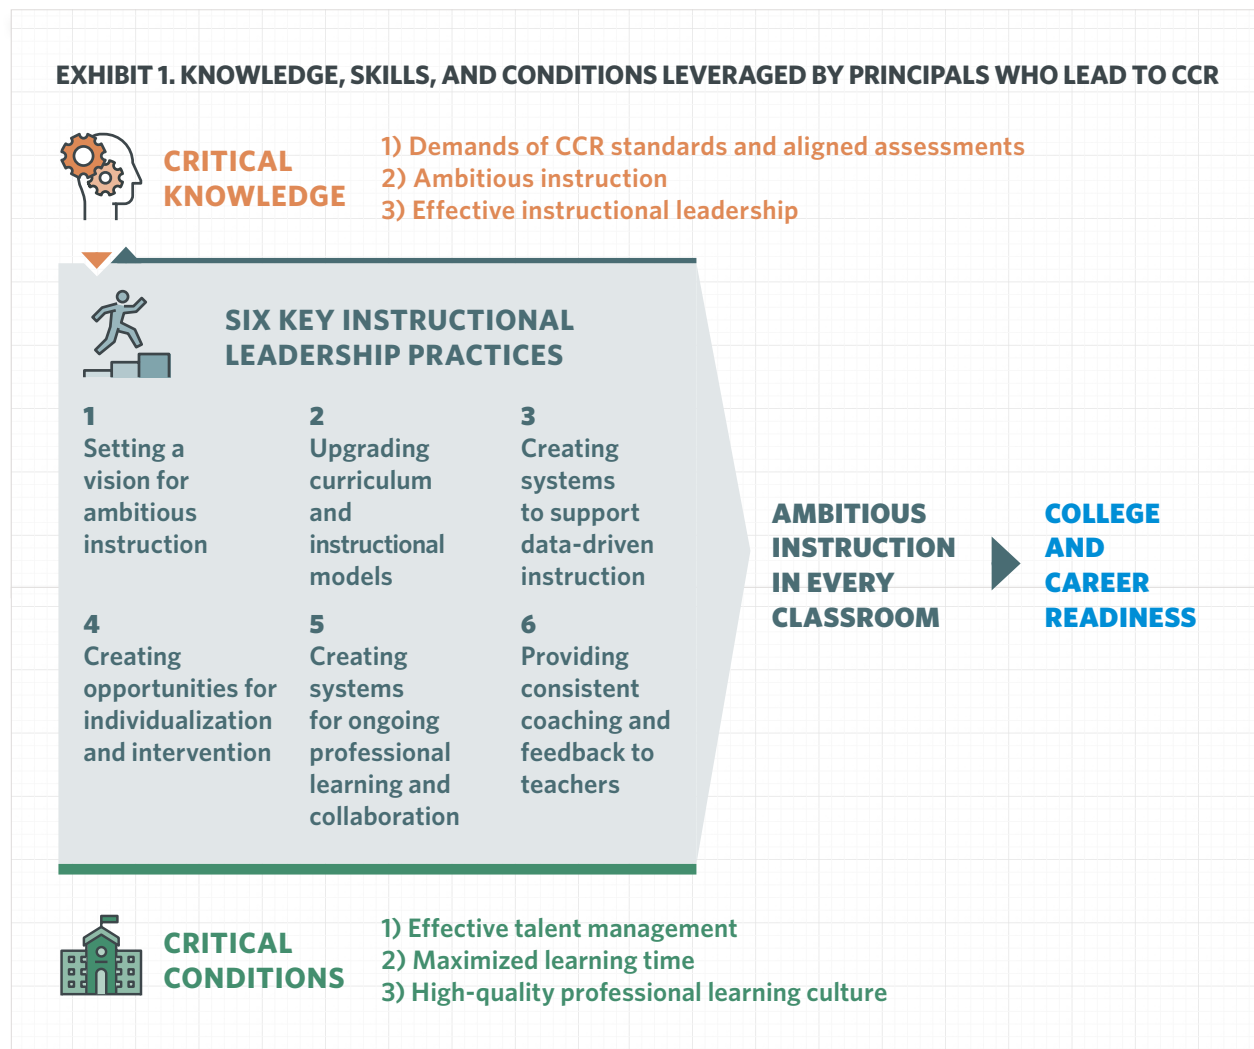 EXHIBIT 1. KNOWLEDGE, SKILLS, AND CONDITIONS LEVERAGED BY PRINCIPALS WHO LEAD TO CCR
CRITICAL
KNOWLEDGE
1) Demands of CCR standards and aligned assessments
2) Ambitious instruction
3) Effective instructional leadership
SIX KEY INSTRUCTIONAL
LEADERSHIP PRACTICES
1
Setting a
vision for
ambitious
instruction
2
Upgrading
curriculum
and
instructional
models
3
Creating
systems
to support
data-driven
instruction
4
Creating
opportunities for
individualization
and intervention
5
Creating
systems
for ongoing
professional
learning and
collaboration
6
Providing
consistent
coaching and
feedback to
teachers
AMBITIOUS
INSTRUCTION
IN EVERY
CLASSROOM
COLLEGE
AND
CAREER
READINESS
CRITICAL
CONDITIONS
1) Effective talent management
2) Maximized learning time
3) High-quality professional learning culture